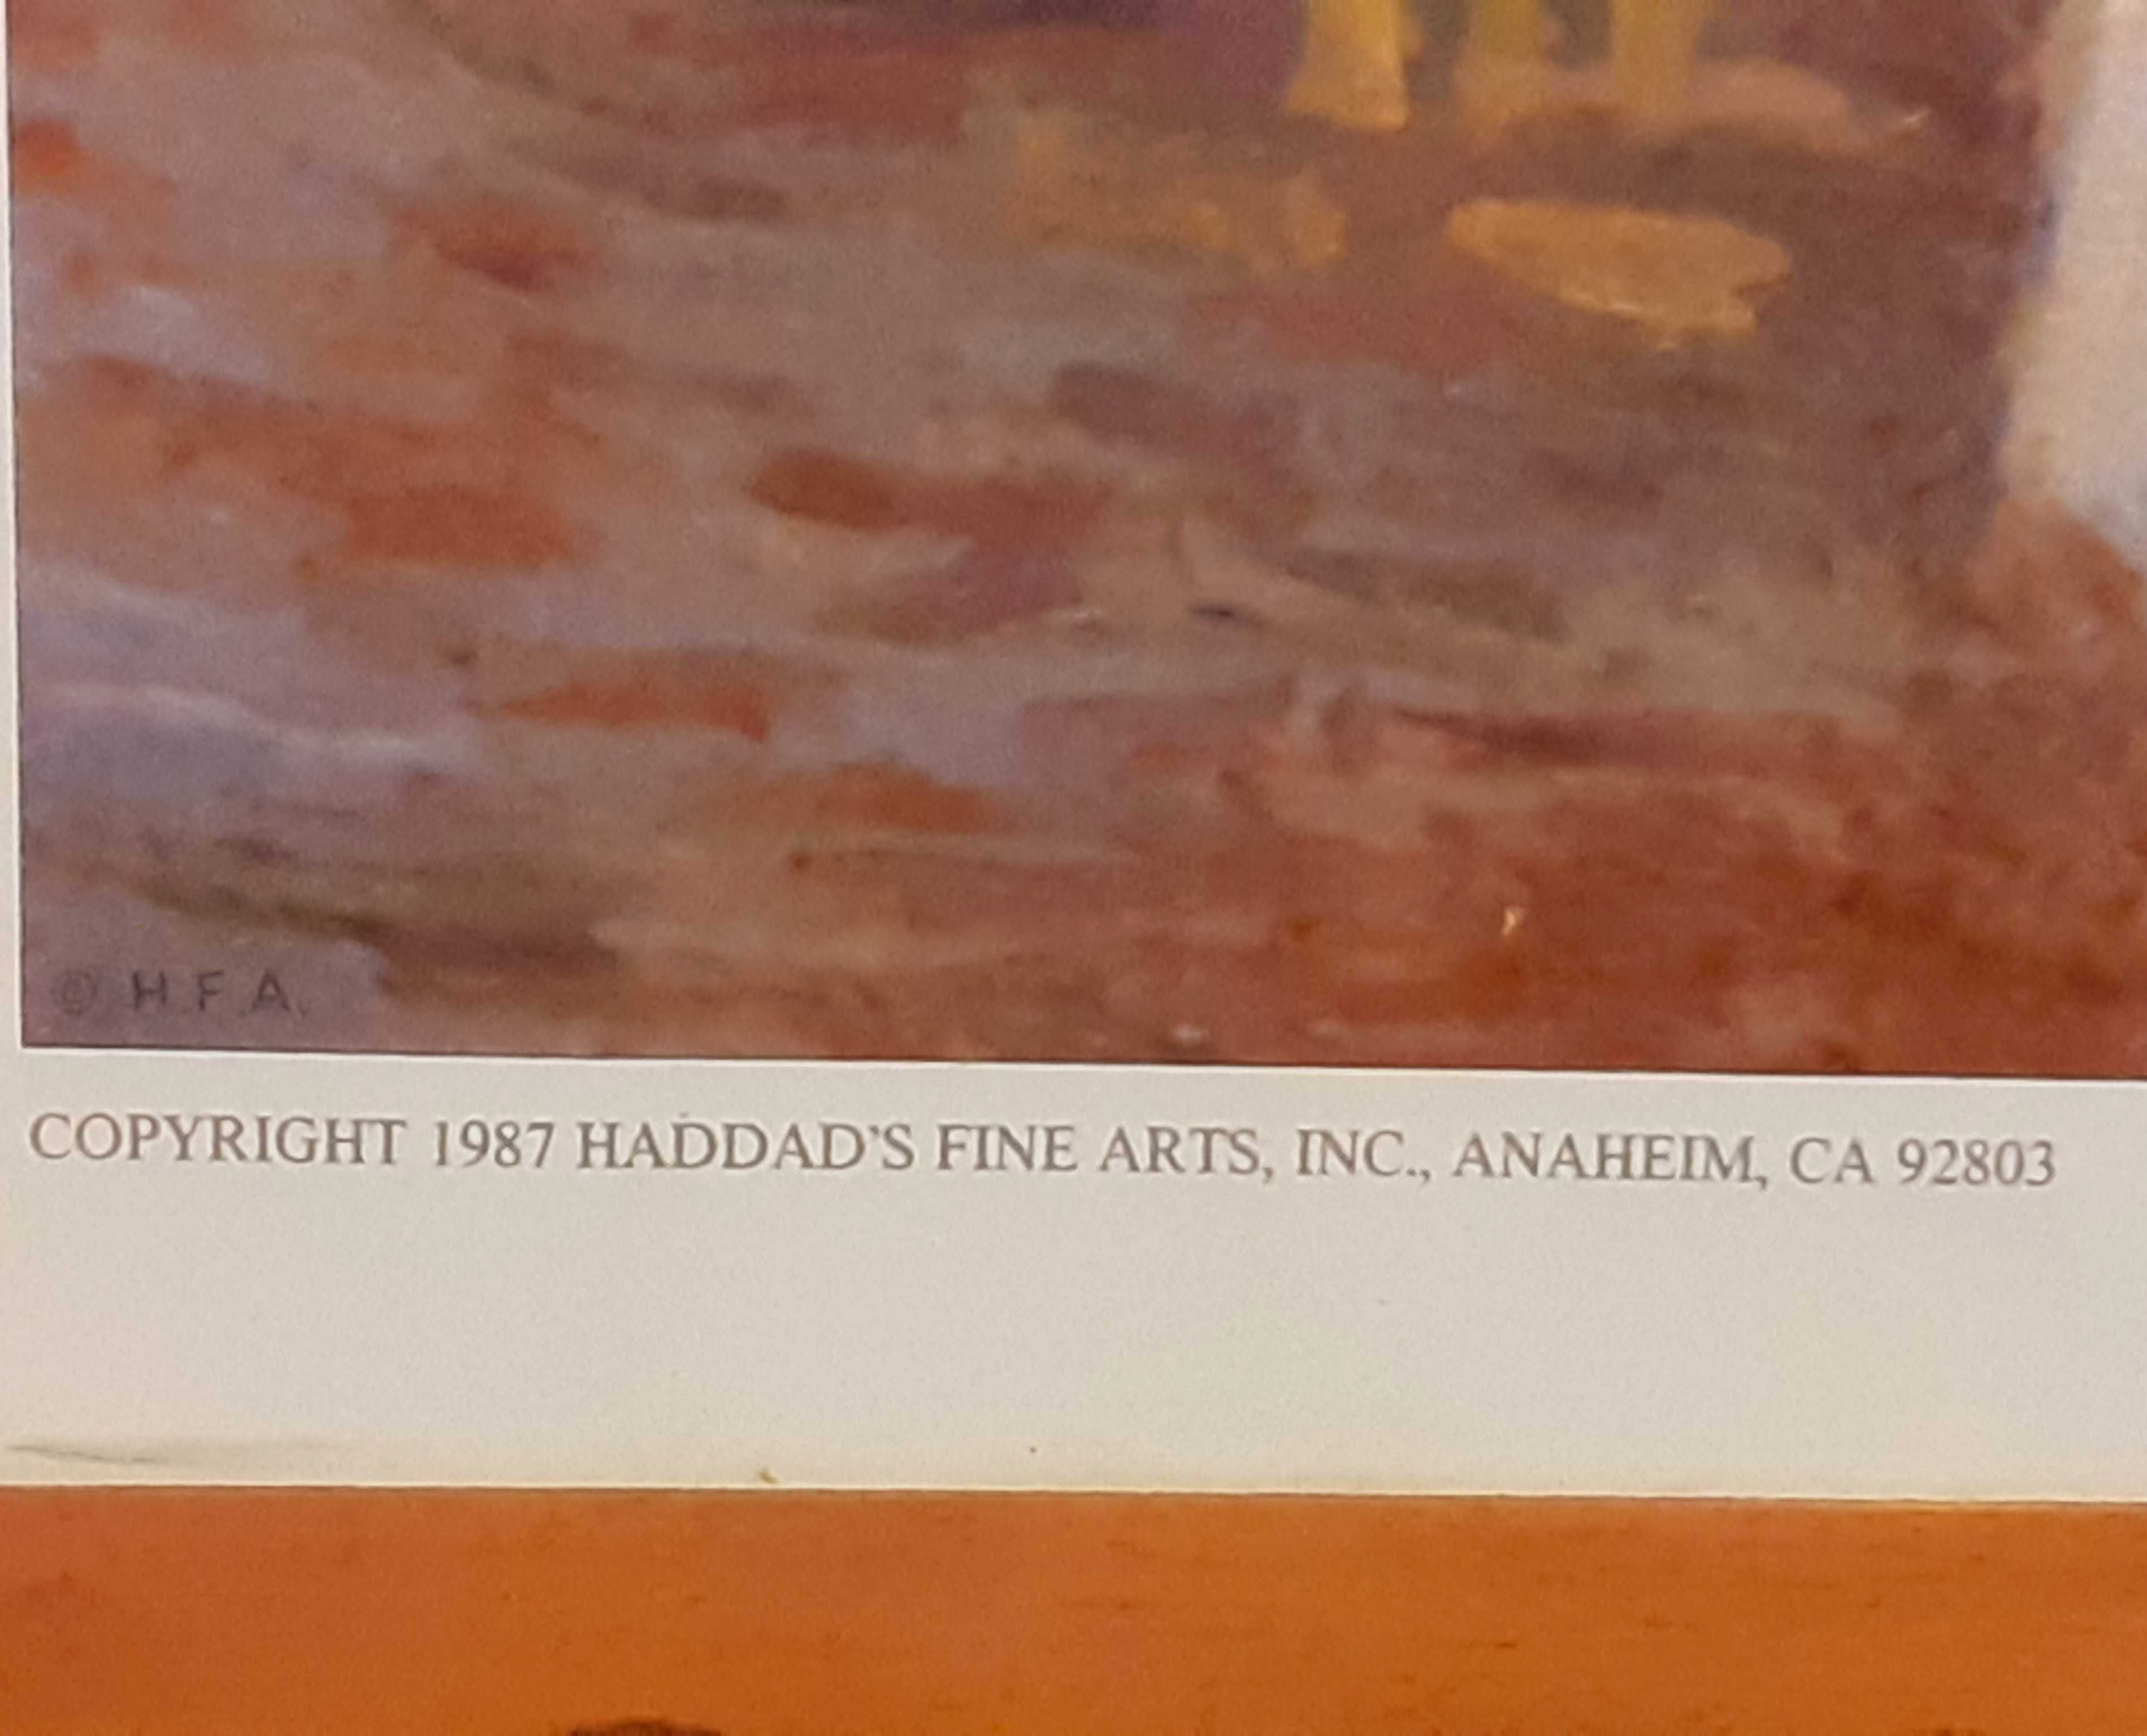 © H.F.A.
COPYRIGHT 1987 HADDAD'S FINE ARTS, INC., ANAHEIM, CA 92803